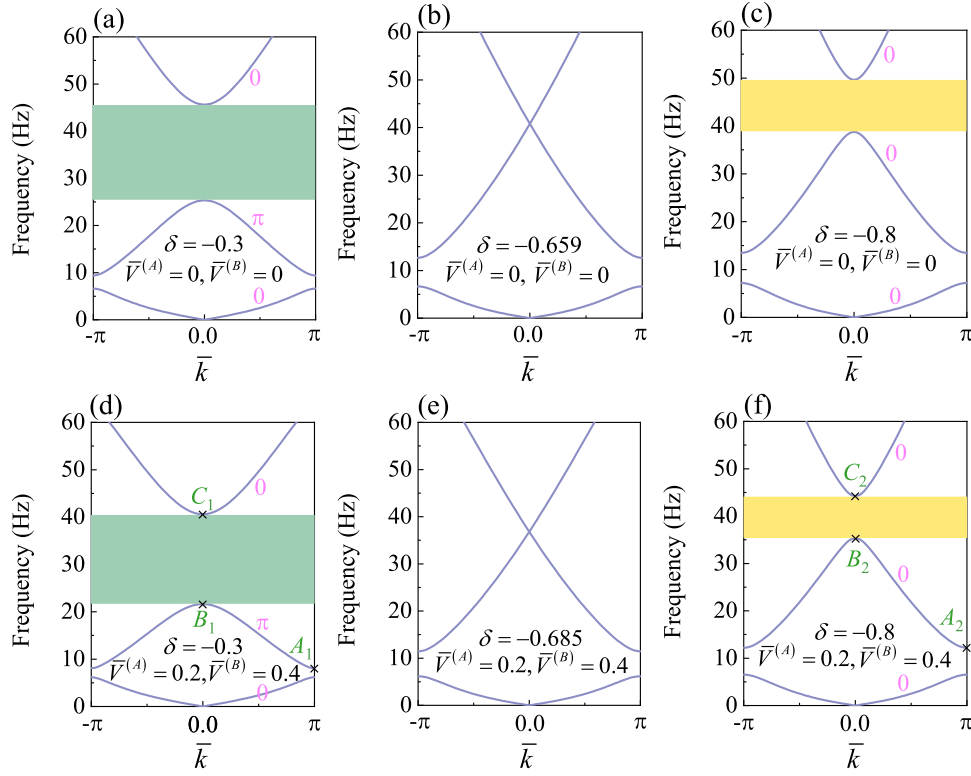 (a)
Frequency (Hz)
60
50
40
30
20
10
0
0
π
δ = −0.3
V̅⁽ᴬ⁾ = 0, V̅⁽ᴮ⁾ = 0
0
-π
0.0
π
k̅
(b)
Frequency (Hz)
60
50
40
30
20
10
0
δ = −0.659
V̅⁽ᴬ⁾ = 0, V̅⁽ᴮ⁾ = 0
-π
0.0
π
k̅
(c)
Frequency (Hz)
60
50
40
30
20
10
0
0
0
δ = −0.8
V̅⁽ᴬ⁾ = 0, V̅⁽ᴮ⁾ = 0
0
-π
0.0
π
k̅
(d)
Frequency (Hz)
60
50
40
30
20
10
0
0
C₁
B₁
π
A₁
δ = −0.3
V̅⁽ᴬ⁾ = 0.2, V̅⁽ᴮ⁾ = 0.4
0
-π
0.0
π
k̅
(e)
Frequency (Hz)
60
50
40
30
20
10
0
δ = −0.685
V̅⁽ᴬ⁾ = 0.2, V̅⁽ᴮ⁾ = 0.4
-π
0.0
π
k̅
(f)
Frequency (Hz)
60
50
40
30
20
10
0
0
C₂
B₂
0
A₂
δ = −0.8
V̅⁽ᴬ⁾ = 0.2, V̅⁽ᴮ⁾ = 0.4
0
-π
0.0
π
k̅